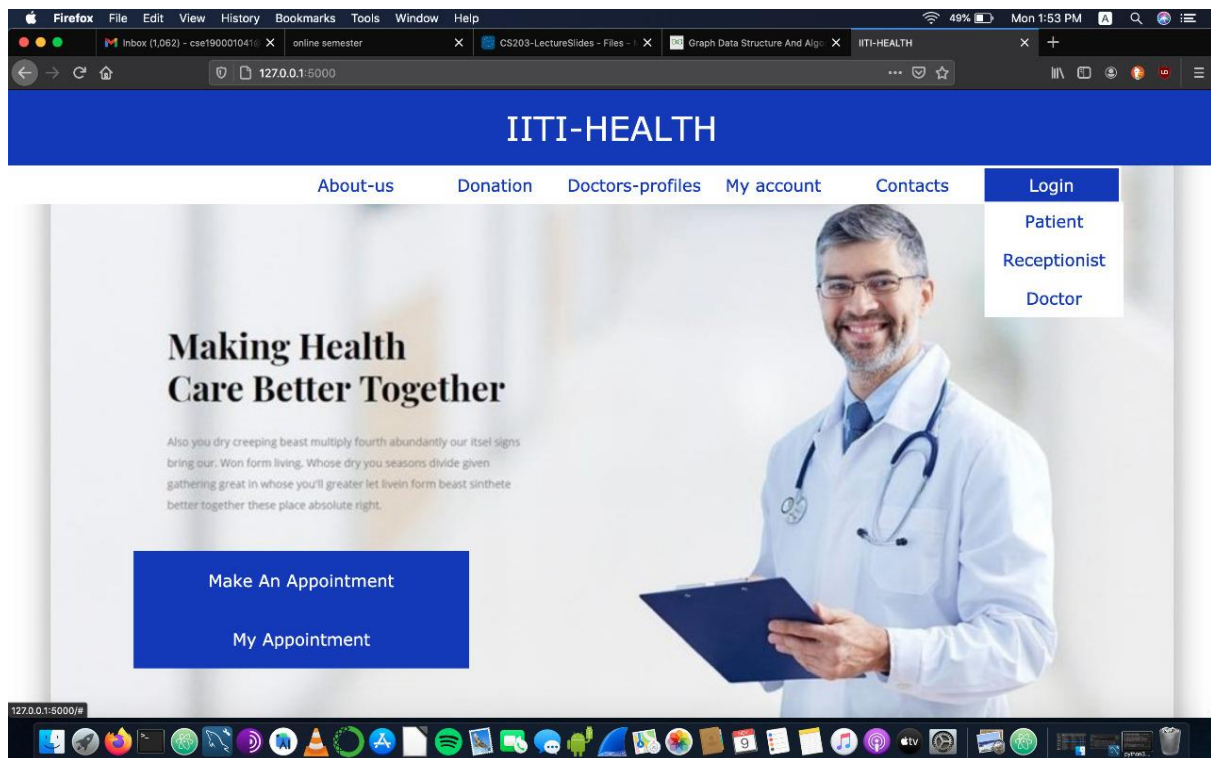 Firefox File Edit View History Bookmarks Tools Window Help 49% Mon 1:53 PM A
Inbox (1,062) - cse190001041@ online semester CS203-LectureSlides - Files - Graph Data Structure And Algo IITI-HEALTH
127.0.0.1:5000
IITI-HEALTH
About-us Donation Doctors-profiles My account Contacts Login
Patient
Receptionist
Doctor
Making Health
Care Better Together
Also you dry creeping beast multiply fourth abundantly our itsel signs
bring our. Won form living. Whose dry you seasons divide given
gathering great in whose you'll greater let livein form beast sinthete
better together these place absolute right.
Make An Appointment
My Appointment
127.0.0.1:5000/#
9 tv